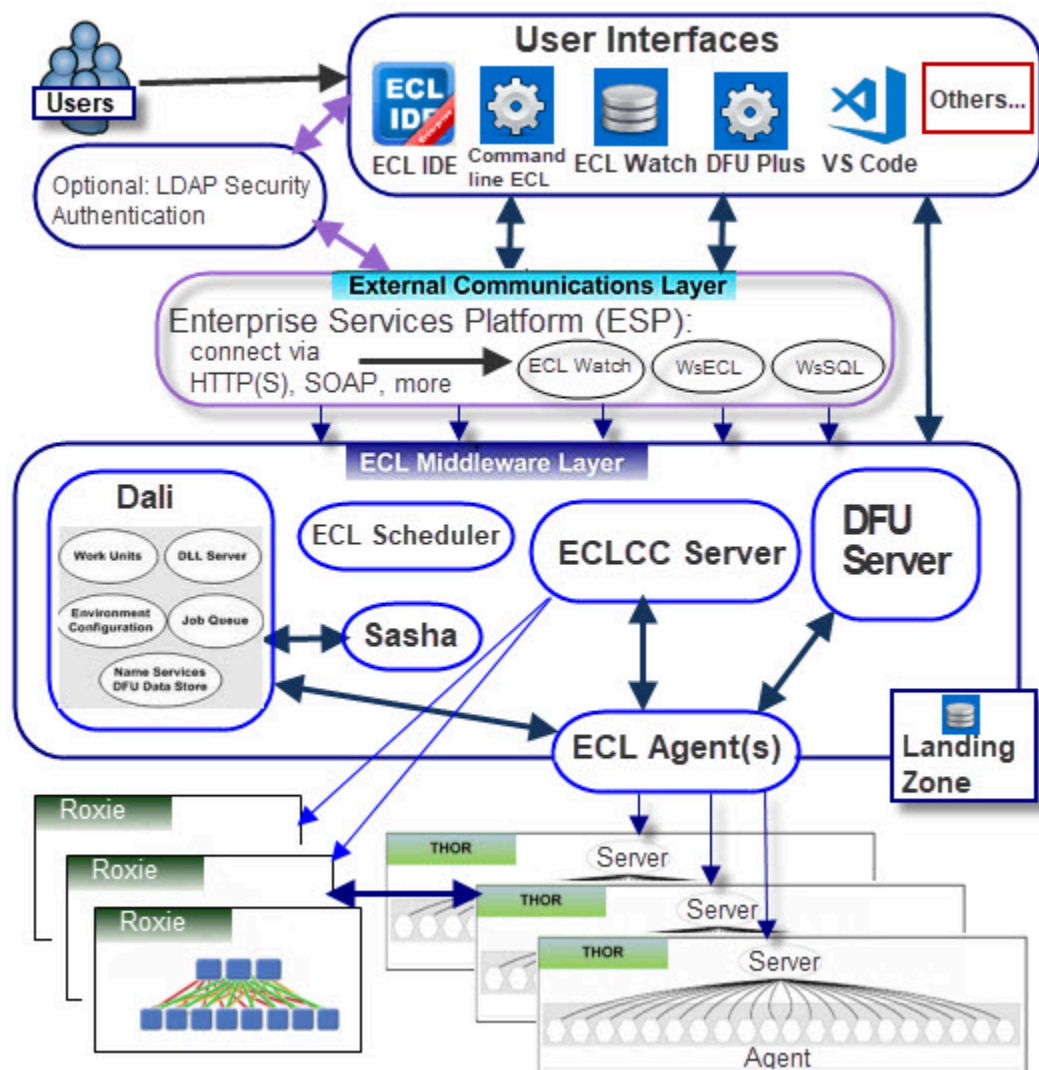 User Interfaces
Users
ECL
IDE
Enterprise
ECL IDE
Command
line ECL
ECL Watch
DFU Plus
VS Code
Others...
Optional: LDAP Security
Authentication
External Communications Layer
Enterprise Services Platform (ESP):
connect via
HTTP(S), SOAP, more
ECL Watch
WsECL
WsSQL
ECL Middleware Layer
Dali
Work Units
DLL Server
Environment
Configuration
Job Queue
Name Services
DFU Data Store
ECL Scheduler
Sasha
ECLCC Server
DFU
Server
ECL Agent(s)
Landing
Zone
Roxie
Roxie
Roxie
THOR
Server
THOR
Server
THOR
Server
Agent